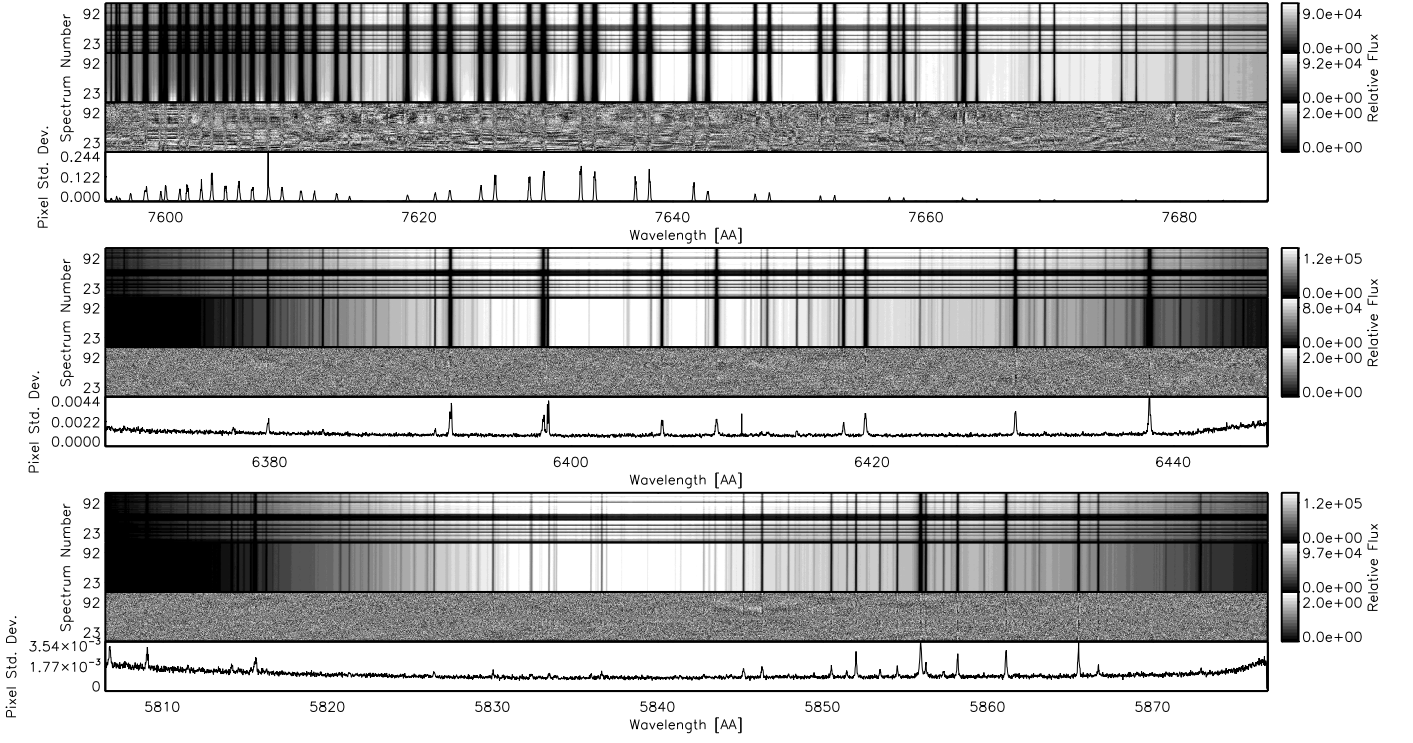 92
23
92
23
92
23
Spectrum Number
9.0e+04
0.0e+00
9.2e+04
0.0e+00
2.0e+00
0.0e+00
Relative Flux
Pixel Std. Dev.
0.244
0.122
0.000
7600 7620 7640 7660 7680
Wavelength [AA]
92
23
92
23
92
23
Spectrum Number
1.2e+05
0.0e+00
8.0e+04
0.0e+00
2.0e+00
0.0e+00
Relative Flux
Pixel Std. Dev.
0.0044
0.0022
0.0000
6380 6400 6420 6440
Wavelength [AA]
92
23
92
23
92
23
Spectrum Number
1.2e+05
0.0e+00
9.7e+04
0.0e+00
2.0e+00
0.0e+00
Relative Flux
Pixel Std. Dev.
3.54×10⁻³
1.77×10⁻³
0
5810 5820 5830 5840 5850 5860 5870
Wavelength [AA]